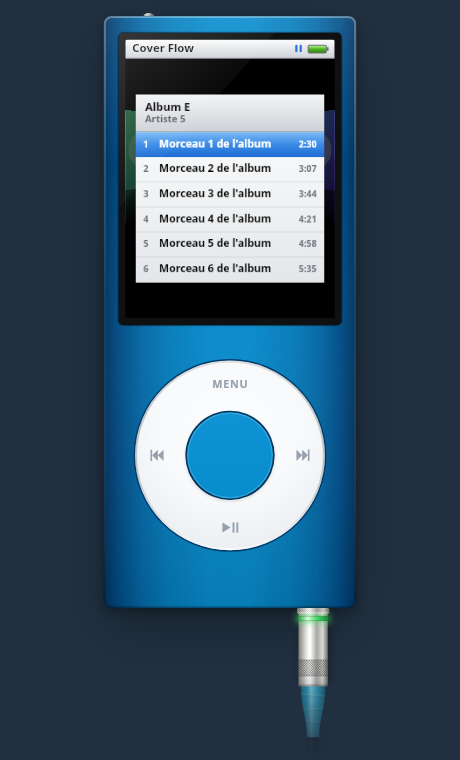 Cover Flow
Album E
Artiste 5
1 Morceau 1 de l'album 2:30
2 Morceau 2 de l'album 3:07
3 Morceau 3 de l'album 3:44
4 Morceau 4 de l'album 4:21
5 Morceau 5 de l'album 4:58
6 Morceau 6 de l'album 5:35
MENU